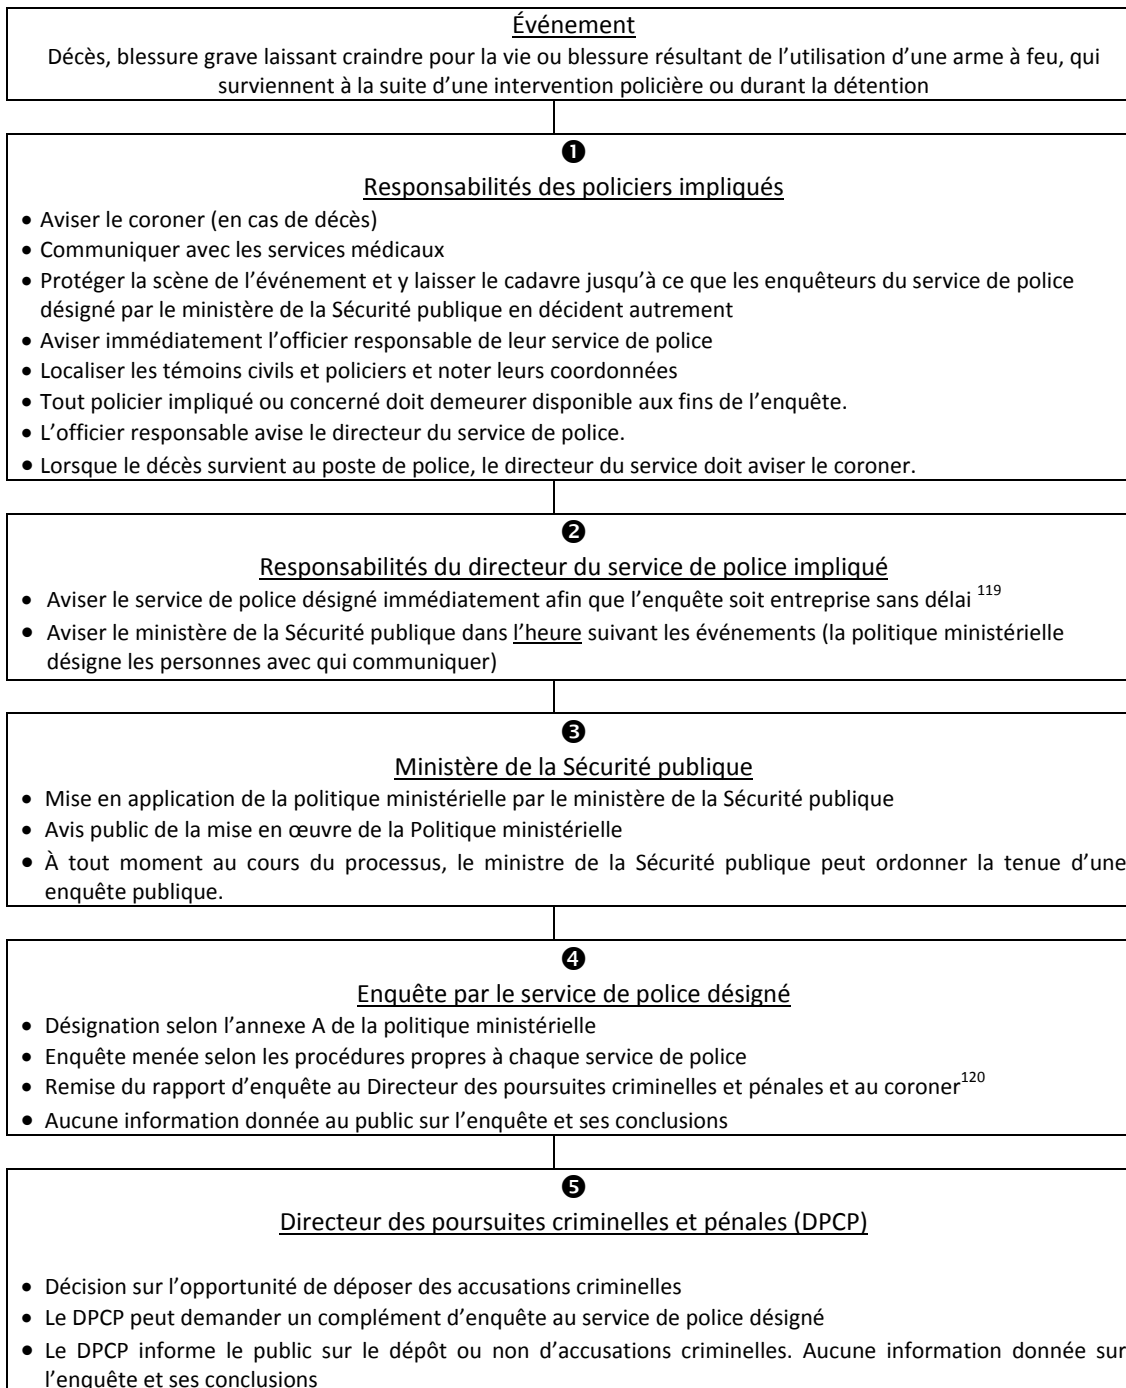 Événement
Décès, blessure grave laissant craindre pour la vie ou blessure résultant de l’utilisation d’une arme à feu, qui
surviennent à la suite d’une intervention policière ou durant la détention
❶
Responsabilités des policiers impliqués
• Aviser le coroner (en cas de décès)
• Communiquer avec les services médicaux
• Protéger la scène de l’événement et y laisser le cadavre jusqu’à ce que les enquêteurs du service de police
désigné par le ministère de la Sécurité publique en décident autrement
• Aviser immédiatement l’officier responsable de leur service de police
• Localiser les témoins civils et policiers et noter leurs coordonnées
• Tout policier impliqué ou concerné doit demeurer disponible aux fins de l’enquête.
• L’officier responsable avise le directeur du service de police.
• Lorsque le décès survient au poste de police, le directeur du service doit aviser le coroner.
❷
Responsabilités du directeur du service de police impliqué
• Aviser le service de police désigné immédiatement afin que l’enquête soit entreprise sans délai 119
• Aviser le ministère de la Sécurité publique dans l’heure suivant les événements (la politique ministérielle
désigne les personnes avec qui communiquer)
❸
Ministère de la Sécurité publique
• Mise en application de la politique ministérielle par le ministère de la Sécurité publique
• Avis public de la mise en œuvre de la Politique ministérielle
• À tout moment au cours du processus, le ministre de la Sécurité publique peut ordonner la tenue d’une
enquête publique.
❹
Enquête par le service de police désigné
• Désignation selon l’annexe A de la politique ministérielle
• Enquête menée selon les procédures propres à chaque service de police
• Remise du rapport d’enquête au Directeur des poursuites criminelles et pénales et au coroner120
• Aucune information donnée au public sur l’enquête et ses conclusions
❺
Directeur des poursuites criminelles et pénales (DPCP)
• Décision sur l’opportunité de déposer des accusations criminelles
• Le DPCP peut demander un complément d’enquête au service de police désigné
• Le DPCP informe le public sur le dépôt ou non d’accusations criminelles. Aucune information donnée sur
l’enquête et ses conclusions